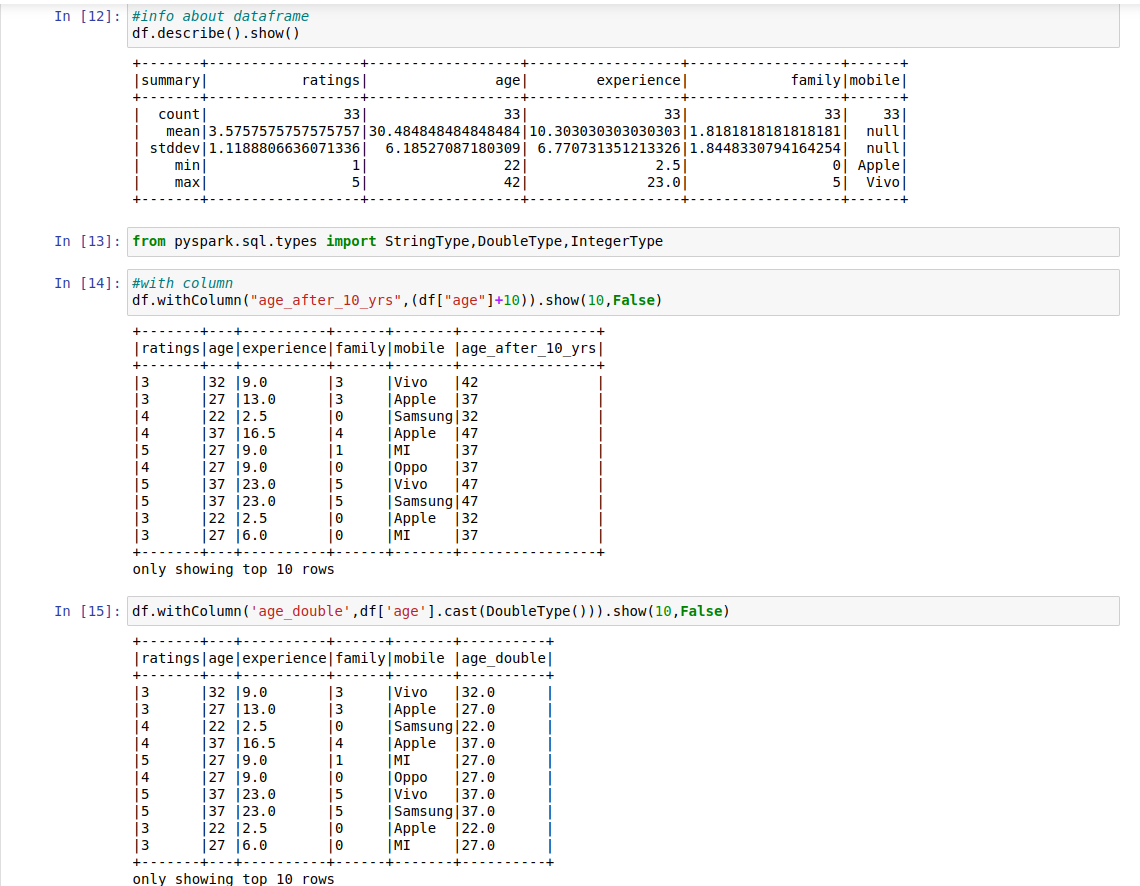 In [12]: #info about dataframe
df.describe().show()
+-------+------------------+------------------+------------------+------------------+------+
|summary|           ratings|               age|        experience|            family|mobile|
+-------+------------------+------------------+------------------+------------------+------+
|  count|                33|                33|                33|                33|    33|
|   mean|3.5757575757575757|30.484848484848484|10.303030303030303|1.8181818181818181|  null|
| stddev|1.1188806636071336|  6.18527087180309| 6.770731351213326|1.8448330794164254|  null|
|    min|                 1|                22|               2.5|                 0| Apple|
|    max|                 5|                42|              23.0|                 5|  Vivo|
+-------+------------------+------------------+------------------+------------------+------+
In [13]: from pyspark.sql.types import StringType,DoubleType,IntegerType
In [14]: #with column
df.withColumn("age_after_10_yrs",(df["age"]+10)).show(10,False)
+-------+---+----------+------+-------+----------------+
|ratings|age|experience|family|mobile |age_after_10_yrs|
+-------+---+----------+------+-------+----------------+
|3      |32 |9.0       |3     |Vivo   |42              |
|3      |27 |13.0      |3     |Apple  |37              |
|4      |22 |2.5       |0     |Samsung|32              |
|4      |37 |16.5      |4     |Apple  |47              |
|5      |27 |9.0       |1     |MI     |37              |
|4      |27 |9.0       |0     |Oppo   |37              |
|5      |37 |23.0      |5     |Vivo   |47              |
|5      |37 |23.0      |5     |Samsung|47              |
|3      |22 |2.5       |0     |Apple  |32              |
|3      |27 |6.0       |0     |MI     |37              |
+-------+---+----------+------+-------+----------------+
only showing top 10 rows
In [15]: df.withColumn('age_double',df['age'].cast(DoubleType())).show(10,False)
+-------+---+----------+------+-------+----------+
|ratings|age|experience|family|mobile |age_double|
+-------+---+----------+------+-------+----------+
|3      |32 |9.0       |3     |Vivo   |32.0      |
|3      |27 |13.0      |3     |Apple  |27.0      |
|4      |22 |2.5       |0     |Samsung|22.0      |
|4      |37 |16.5      |4     |Apple  |37.0      |
|5      |27 |9.0       |1     |MI     |27.0      |
|4      |27 |9.0       |0     |Oppo   |27.0      |
|5      |37 |23.0      |5     |Vivo   |37.0      |
|5      |37 |23.0      |5     |Samsung|37.0      |
|3      |22 |2.5       |0     |Apple  |22.0      |
|3      |27 |6.0       |0     |MI     |27.0      |
+-------+---+----------+------+-------+----------+
only showing top 10 rows